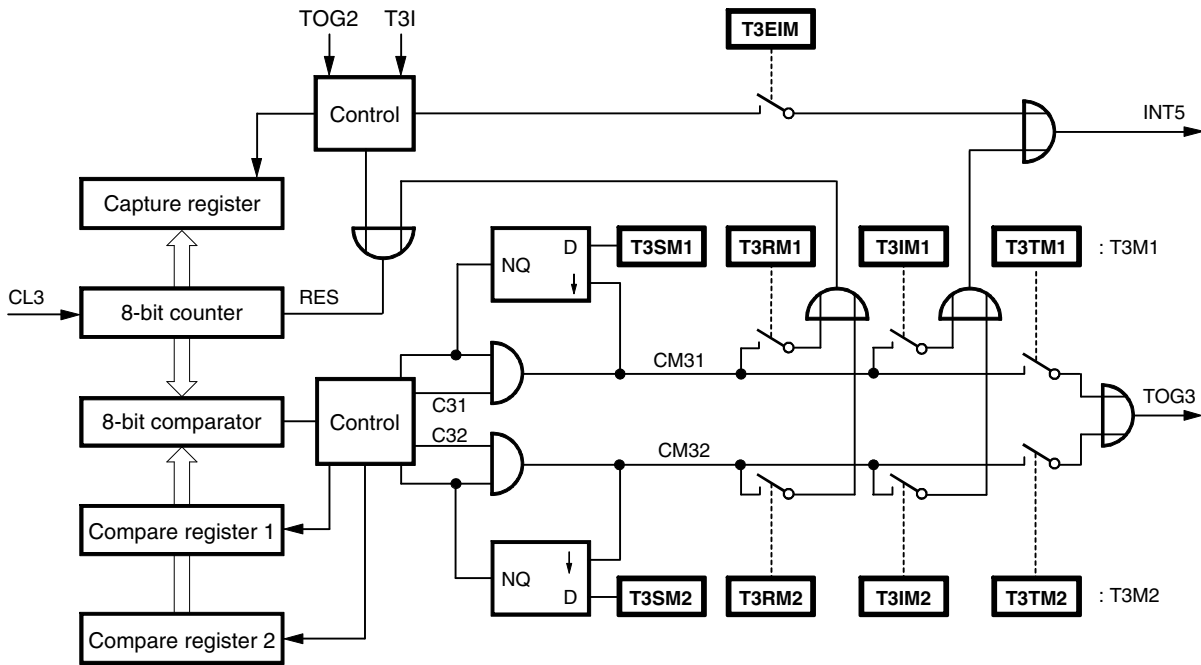 TOG2 T3I
T3EIM
Control
INT5
Capture register
D
T3SM1
T3RM1
T3IM1
T3TM1
: T3M1
NQ
CL3
8-bit counter
RES
CM31
C31
8-bit comparator
Control
TOG3
C32
CM32
Compare register 1
NQ
D
T3SM2
T3RM2
T3IM2
T3TM2
: T3M2
Compare register 2